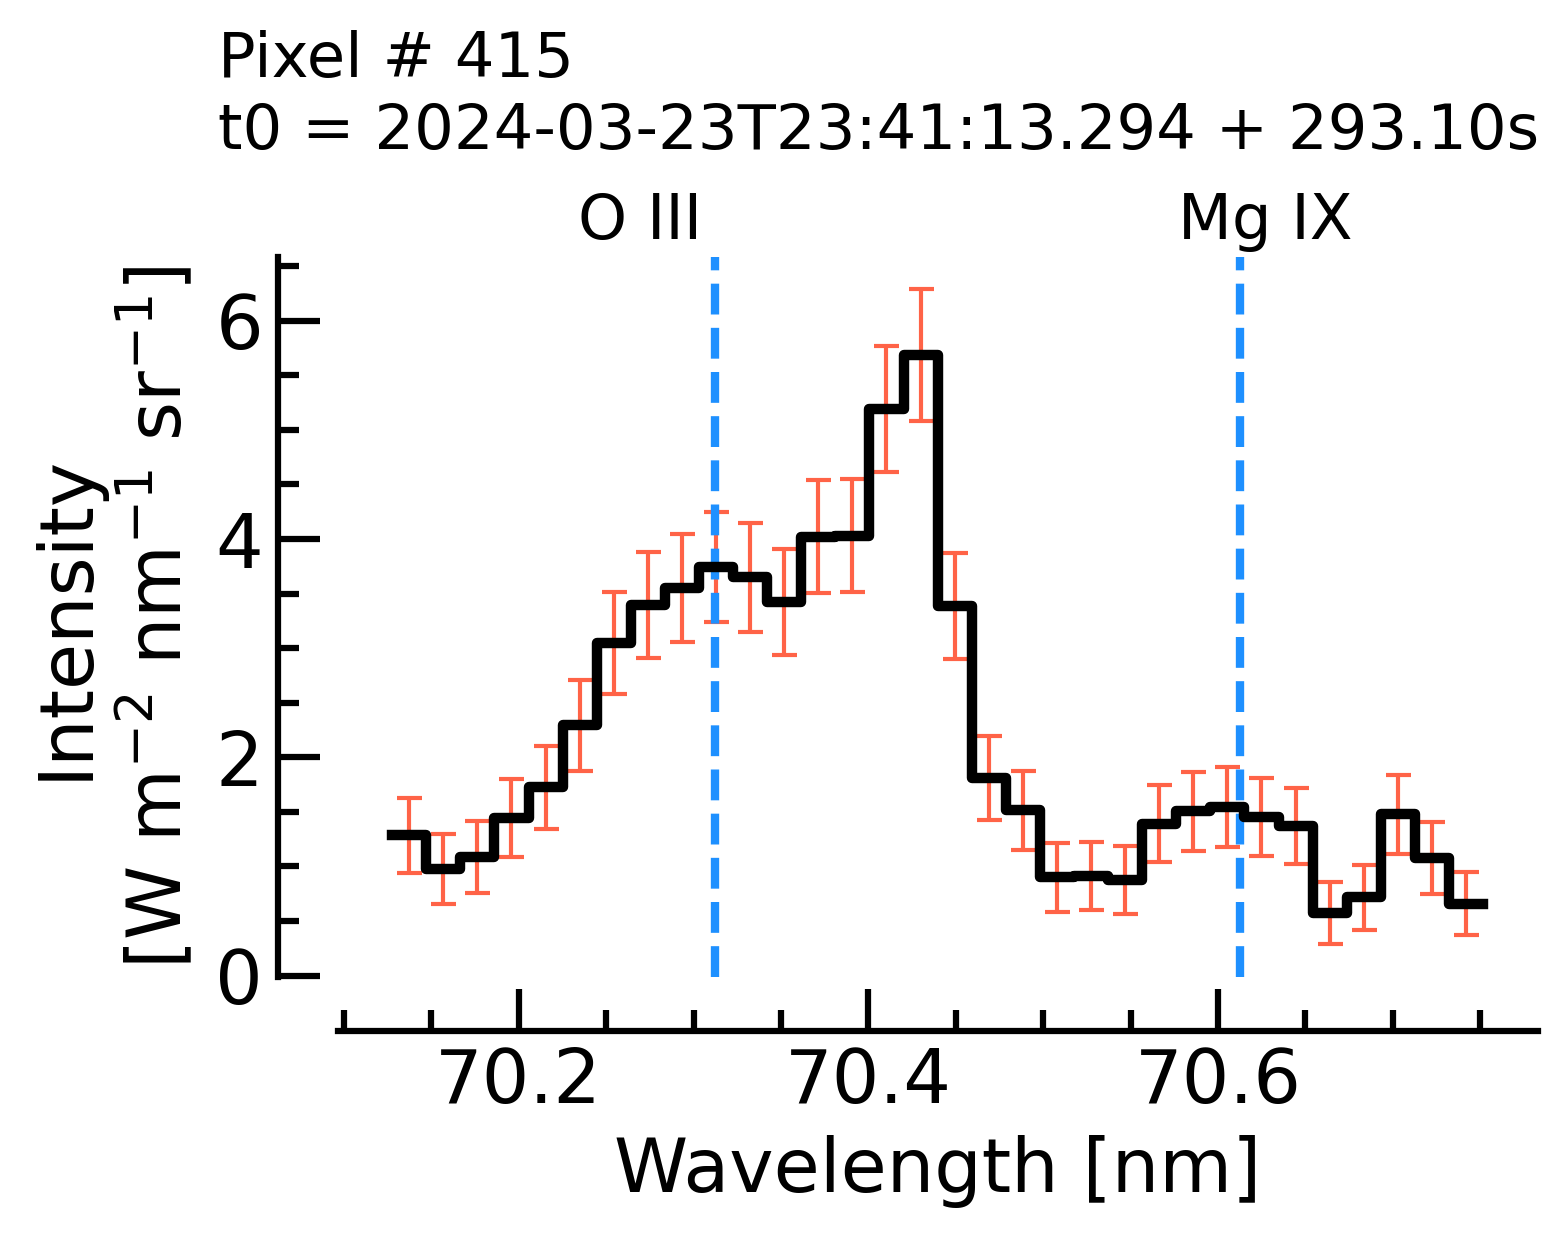 Pixel # 415
t0 = 2024-03-23T23:41:13.294 + 293.10s
O III
Mg IX
Intensity
[W m⁻² nm⁻¹ sr⁻¹]
6
4
2
0
70.2 70.4 70.6
Wavelength [nm]